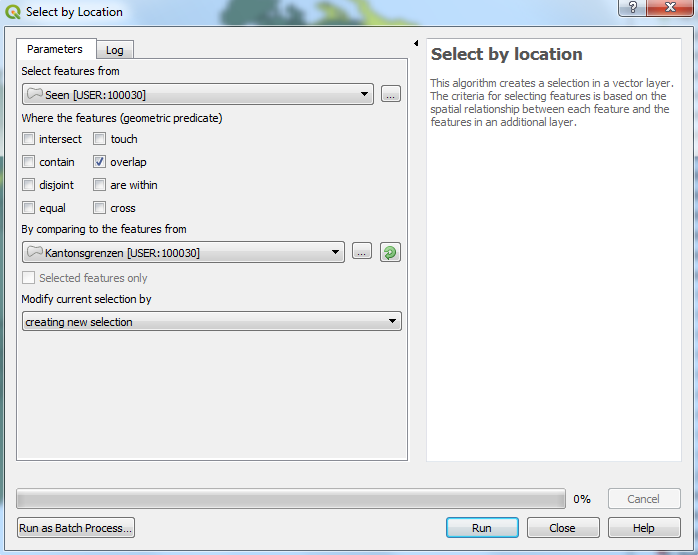 Select by Location
?
X
Parameters
Log
Select features from
Seen [USER:100030]
...
Where the features (geometric predicate)
intersect
touch
contain
overlap
disjoint
are within
equal
cross
By comparing to the features from
Kantonsgrenzen [USER:100030]
...
Selected features only
Modify current selection by
creating new selection
Select by location
This algorithm creates a selection in a vector layer.
The criteria for selecting features is based on the
spatial relationship between each feature and the
features in an additional layer.
0%
Cancel
Run as Batch Process...
Run
Close
Help